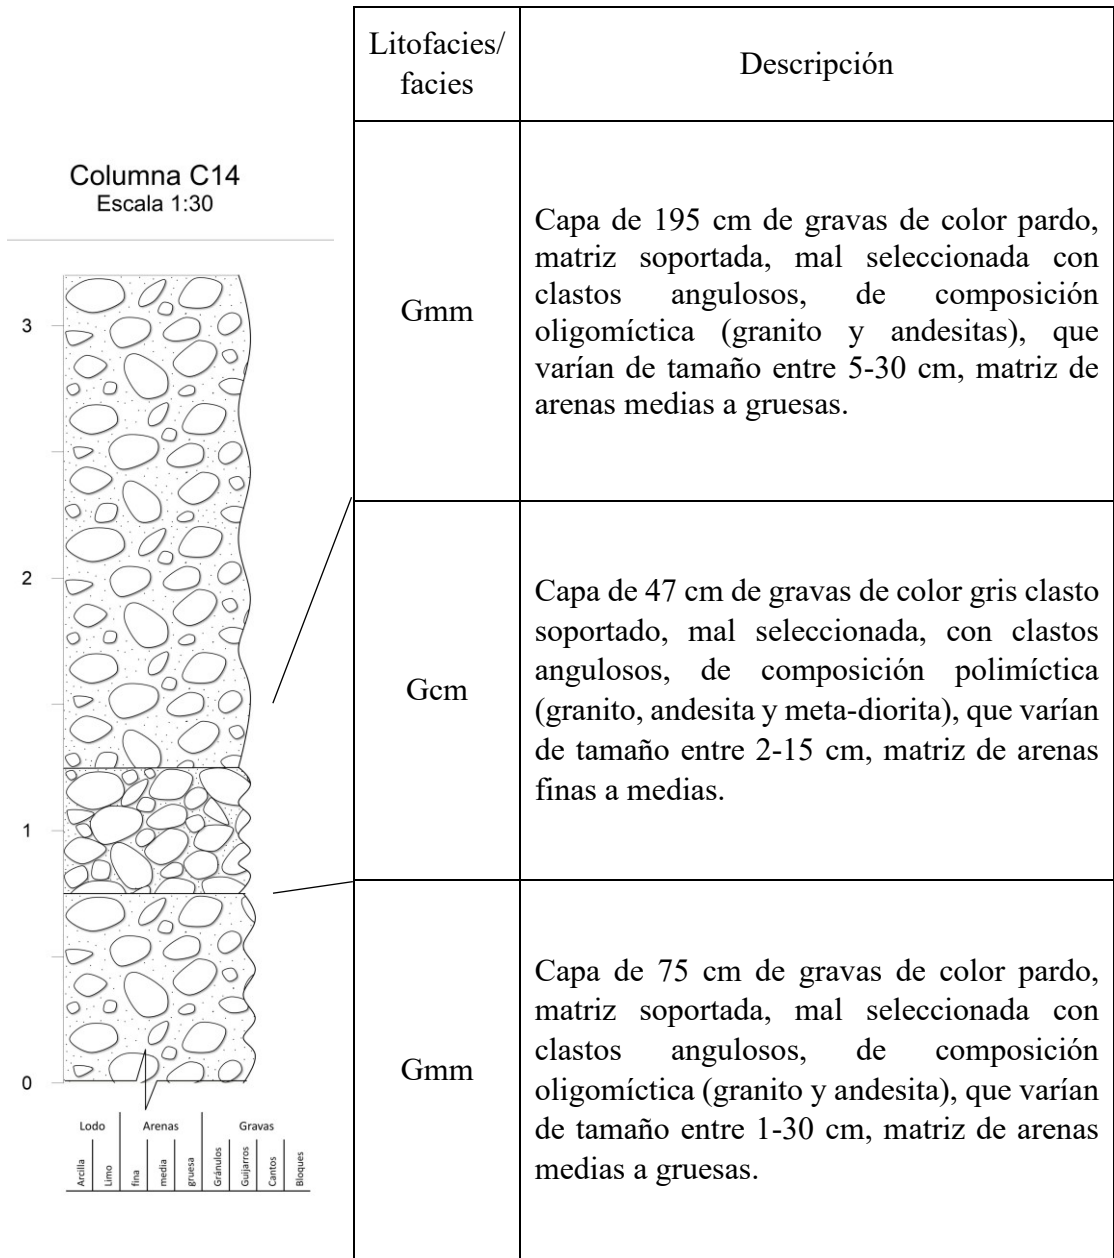 Columna C14
Escala 1:30
3
2
1
0
Lodo Arenas Gravas
Arcilla
Limo
fina
media
gruesa
Gránulos
Guijarros
Cantos
Bloques
Litofacies/
facies
Descripción
Gmm
Capa de 195 cm de gravas de color pardo,
matriz soportada, mal seleccionada con
clastos angulosos, de composición
oligomíctica (granito y andesitas), que
varían de tamaño entre 5-30 cm, matriz de
arenas medias a gruesas.
Gcm
Capa de 47 cm de gravas de color gris clasto
soportado, mal seleccionada, con clastos
angulosos, de composición polimíctica
(granito, andesita y meta-diorita), que varían
de tamaño entre 2-15 cm, matriz de arenas
finas a medias.
Gmm
Capa de 75 cm de gravas de color pardo,
matriz soportada, mal seleccionada con
clastos angulosos, de composición
oligomíctica (granito y andesita), que varían
de tamaño entre 1-30 cm, matriz de arenas
medias a gruesas.